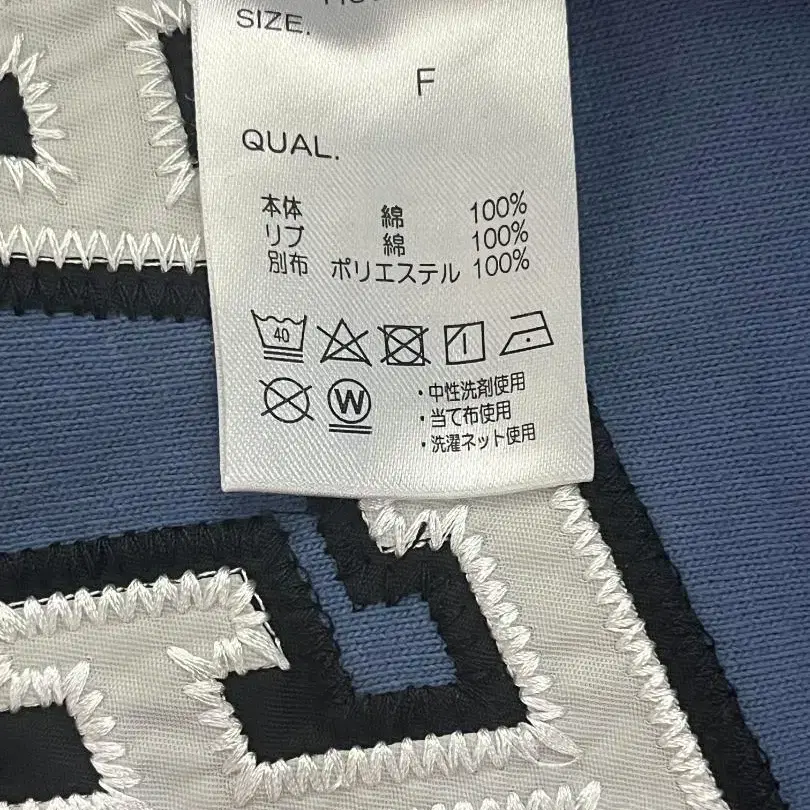 SIZE.
F
QUAL.
本体 綿 100%
リブ 綿 100%
別布 ポリエステル 100%
40
W
・中性洗剤使用
・当て布使用
・洗濯ネット使用